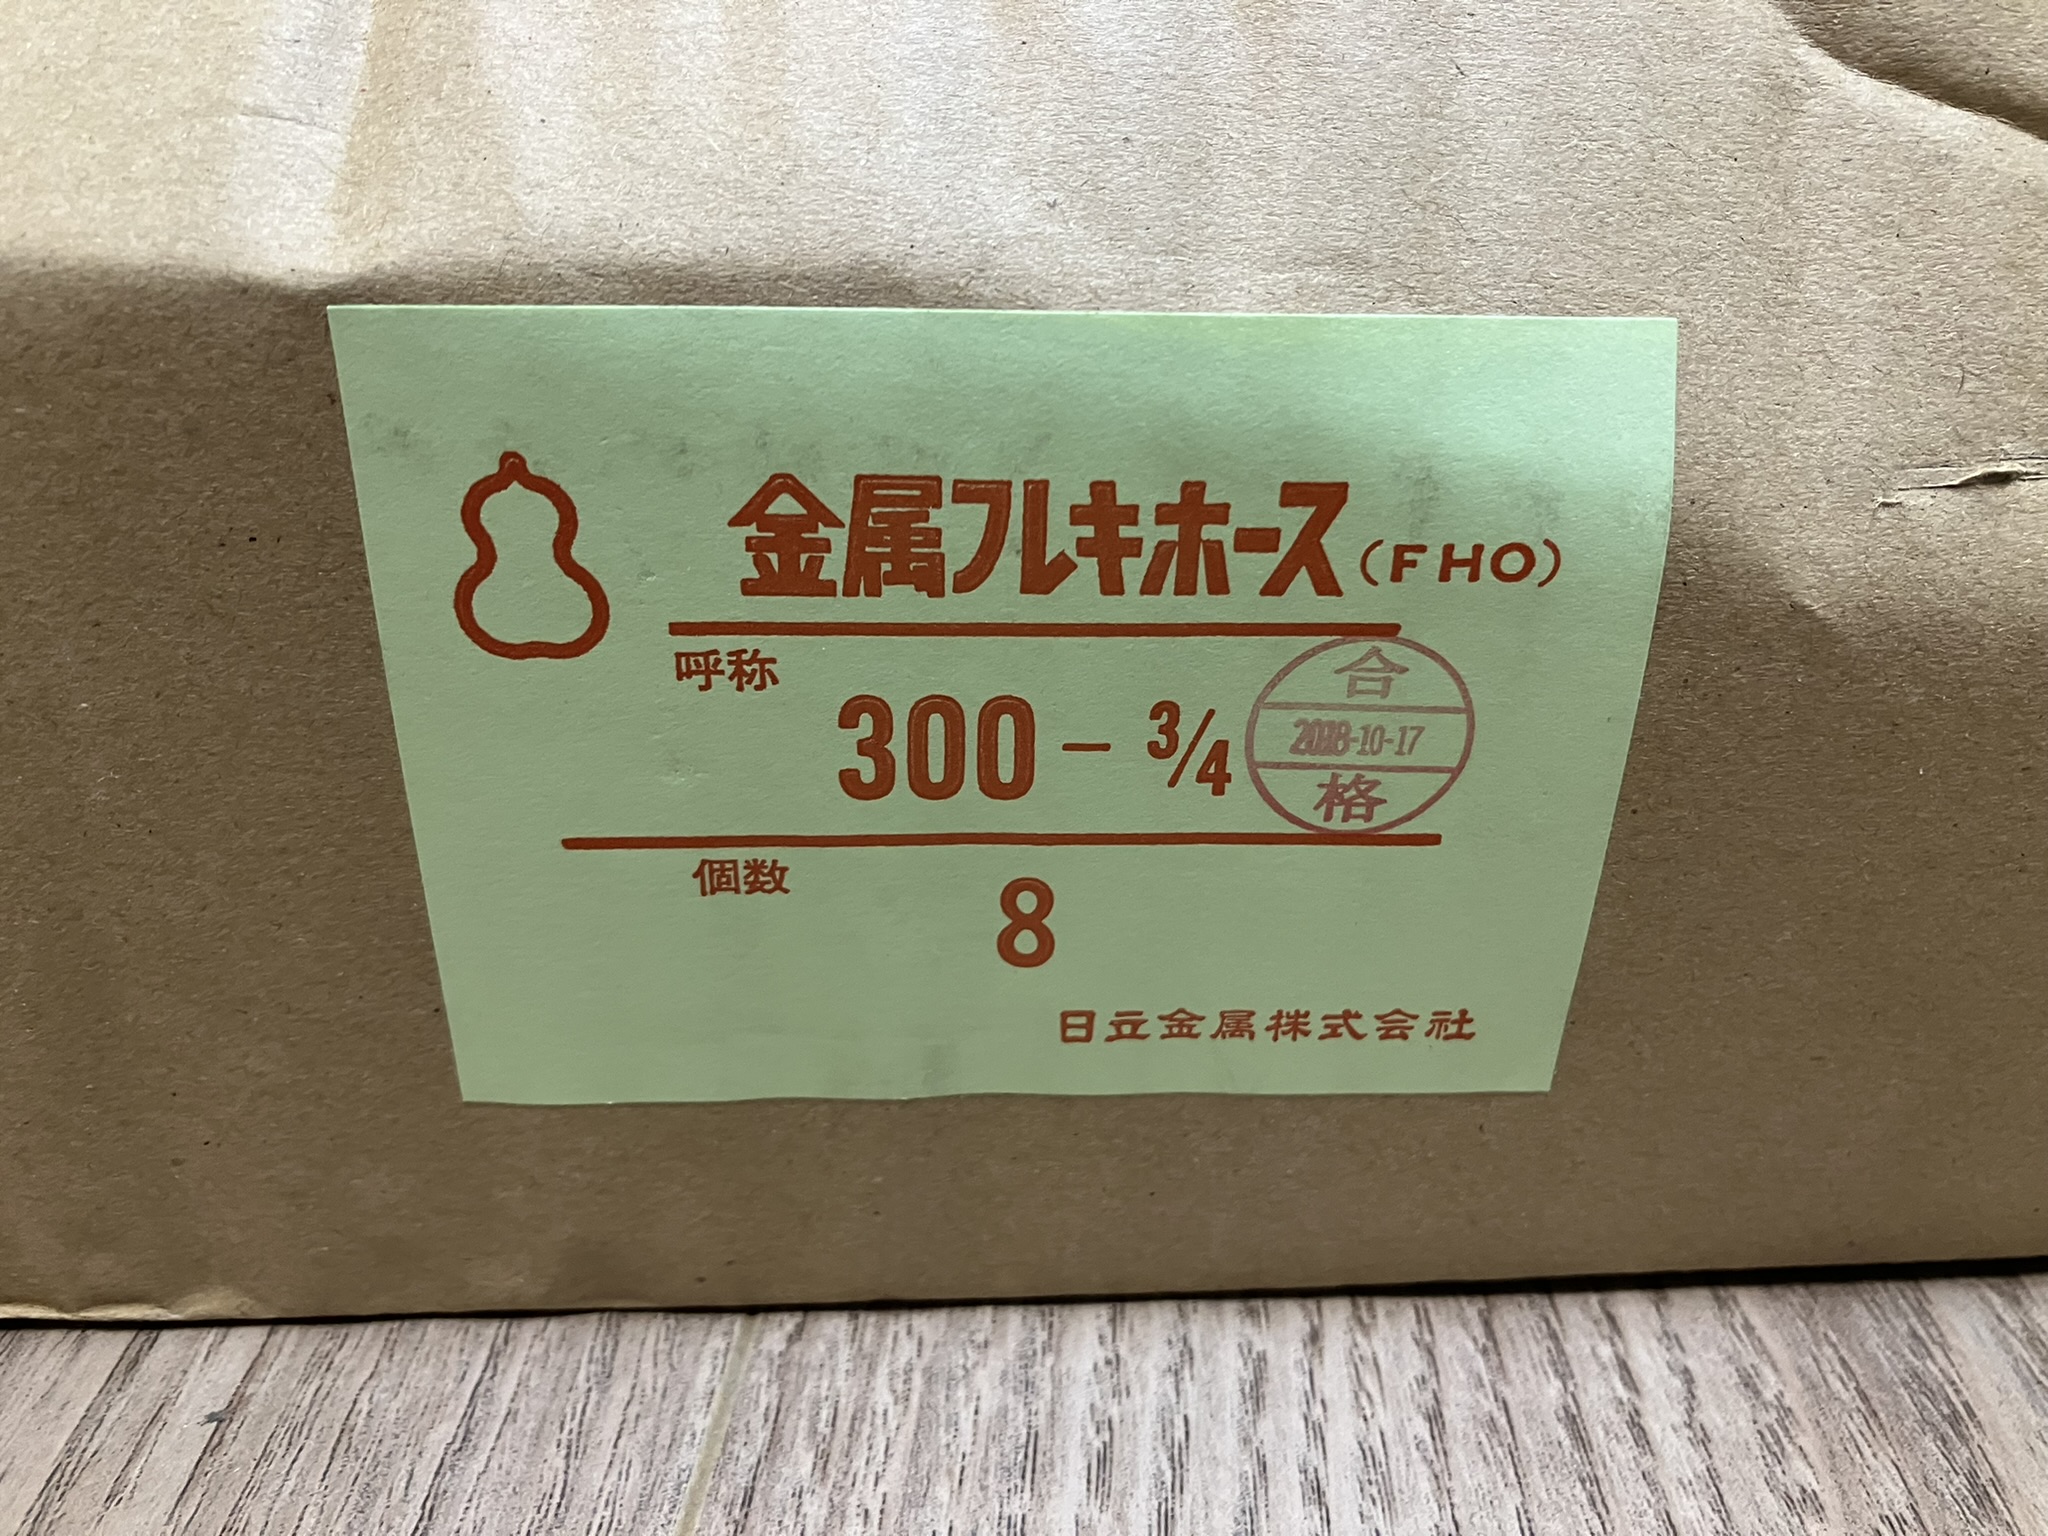 金属フレキホース(FHO)
呼称
300-3/4
合
2018-10-17
格
個数
8
日立金属株式会社